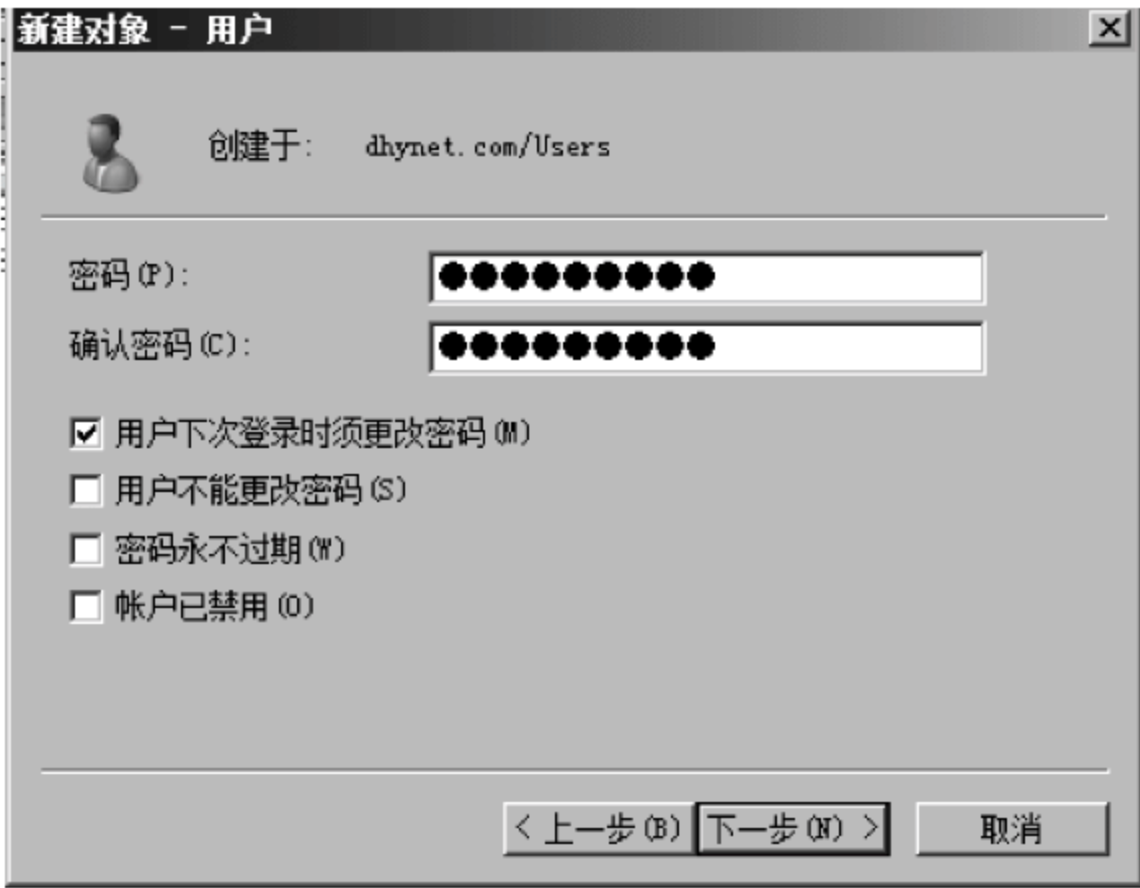 新建对象 - 用户
创建于: dhynet.com/Users
密码(P): ●●●●●●●●●
确认密码(C): ●●●●●●●●●
用户下次登录时须更改密码(M)
用户不能更改密码(S)
密码永不过期(W)
帐户已禁用(O)
< 上一步(B) 下一步(N) > 取消